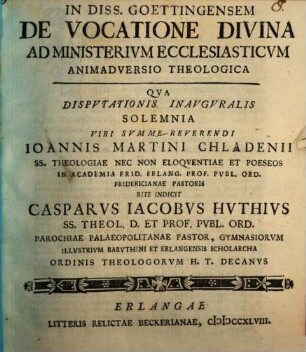 IN DISS. GOETTINGENSEM
DE VOCATIONE DIVINA
AD MINISTERIVM ECCLESIASTICVM
ANIMADVERSIO THEOLOGICA
QVA
DISPVTATIONIS INAVGVRALIS
SOLEMNIA
VIRI SVMME-REVERENDI
IOANNIS MARTINI CHLADENII
SS. THEOLOGIAE NEC NON ELOQVENTIAE ET POESEOS
IN ACADEMIA FRID. ERLANG. PROF. PVBL. ORD.
FRIDERICIANAE PASTORIS
RITE INDICIT
CASPARVS IACOBVS HVTHIVS
SS. THEOL. D. ET PROF. PVBL. ORD.
PAROCHIAE PALAEOPOLITANAE PASTOR, GYMNASIORVM
ILLVSTRIVM BARVTHINI ET ERLANGENSIS SCHOLARCHA
ORDINIS THEOLOGORVM H. T. DECANVS
ERLANGAE
LITTERIS RELICTAE BECKERIANAE, CIƆIƆCCXLVIII.